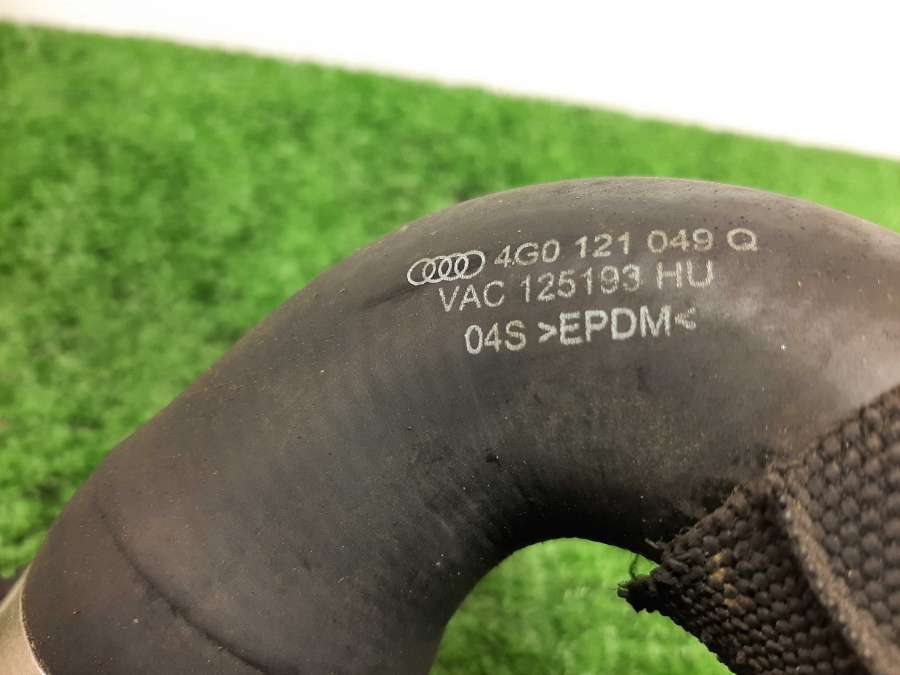 4G0 121 049 Q
VAC 125193 HU
04S >EPDM<